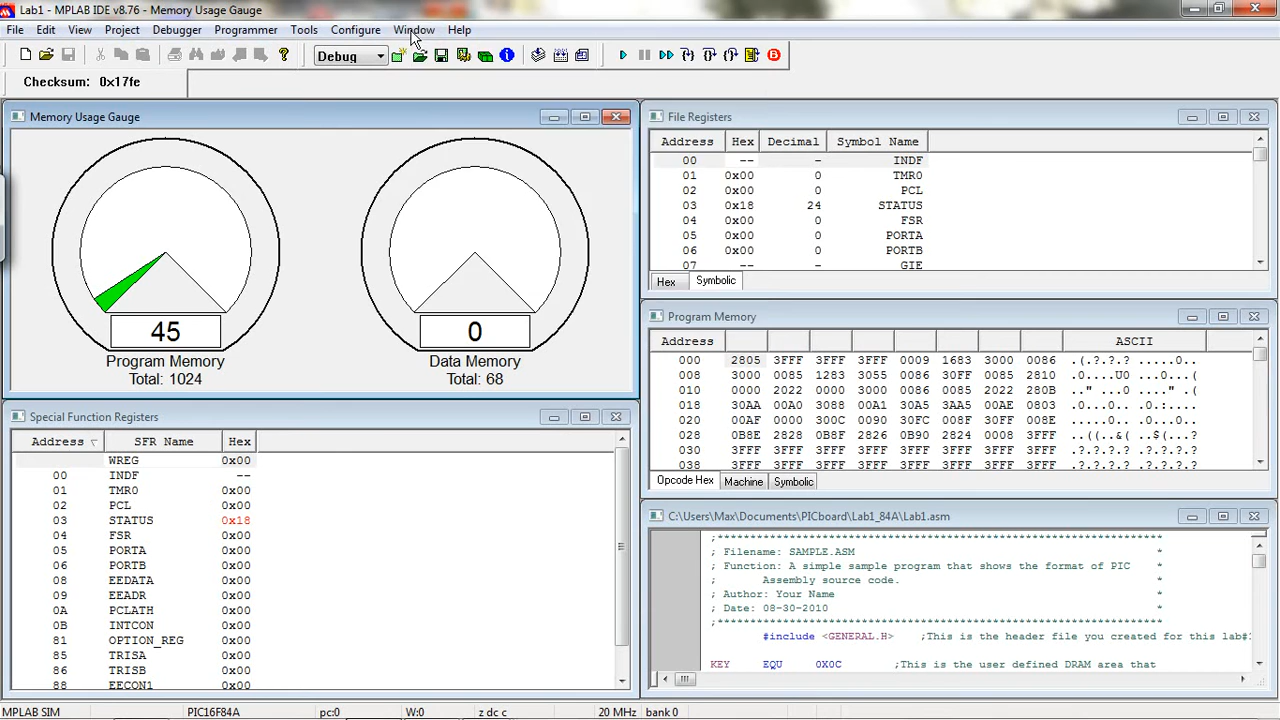 Lab1 - MPLAB IDE v8.76 - Memory Usage Gauge
File Edit View Project Debugger Programmer Tools Configure Window Help
Debug
Checksum: 0x17fe
Memory Usage Gauge
45
Program Memory
Total: 1024
0
Data Memory
Total: 68
File Registers
Address Hex Decimal Symbol Name
00 -- - INDF
01 0x00 0 TMR0
02 0x00 0 PCL
03 0x18 24 STATUS
04 0x00 0 FSR
05 0x00 0 PORTA
06 0x00 0 PORTB
07 -- - GIE
Hex Symbolic
Program Memory
Address ASCII
000 2805 3FFF 3FFF 3FFF 0009 1683 3000 0086 .(.?.?.? .....0..
008 3000 0085 1283 3055 0086 30FF 0085 2810 .0....U0 ...0...(
010 0000 2022 0000 3000 0086 0085 2022 280B .." ...0 ...." .(
018 30AA 00A0 3088 00A1 30A5 3AA5 00AE 0803 .0...0.. .0.:....
020 00AF 0000 300C 0090 30FC 008F 30FF 008E .....0.. .0...0..
028 0B8E 2828 0B8F 2826 0B90 2824 0008 3FFF ..((..&( ..$(...?
030 3FFF 3FFF 3FFF 3FFF 3FFF 3FFF 3FFF 3FFF .?.?.?.? .?.?.?.?
038 3FFF 3FFF 3FFF 3FFF 3FFF 3FFF 3FFF 3FFF .?.?.?.? .?.?.?.?
Opcode Hex Machine Symbolic
Special Function Registers
Address SFR Name Hex
WREG 0x00
00 INDF --
01 TMR0 0x00
02 PCL 0x00
03 STATUS 0x18
04 FSR 0x00
05 PORTA 0x00
06 PORTB 0x00
08 EEDATA 0x00
09 EEADR 0x00
0A PCLATH 0x00
0B INTCON 0x00
81 OPTION_REG 0x00
85 TRISA 0x00
86 TRISB 0x00
88 EECON1 0x00
C:\Users\Max\Documents\PICboard\Lab1_84A\Lab1.asm
;****************************************************************
; Filename: SAMPLE.ASM *
; Function: A simple sample program that shows the format of PIC *
; Assembly source code. *
; Author: Your Name *
; Date: 08-30-2010 *
;****************************************************************
#include <GENERAL.H> ;This is the header file you created for this lab#1
KEY EQU 0X0C ;This is the user defined DRAM area that
MPLAB SIM PIC16F84A pc:0 W:0 z dc c 20 MHz bank 0